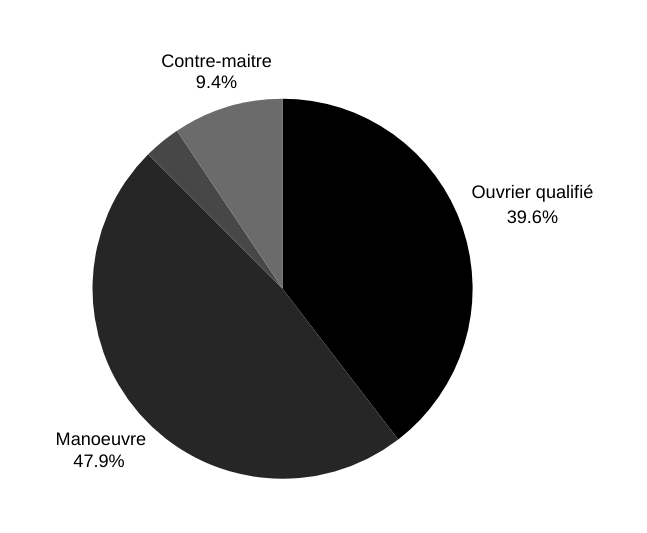 Contre-maitre
9.4%
Ouvrier qualifié
39.6%
Manoeuvre
47.9%